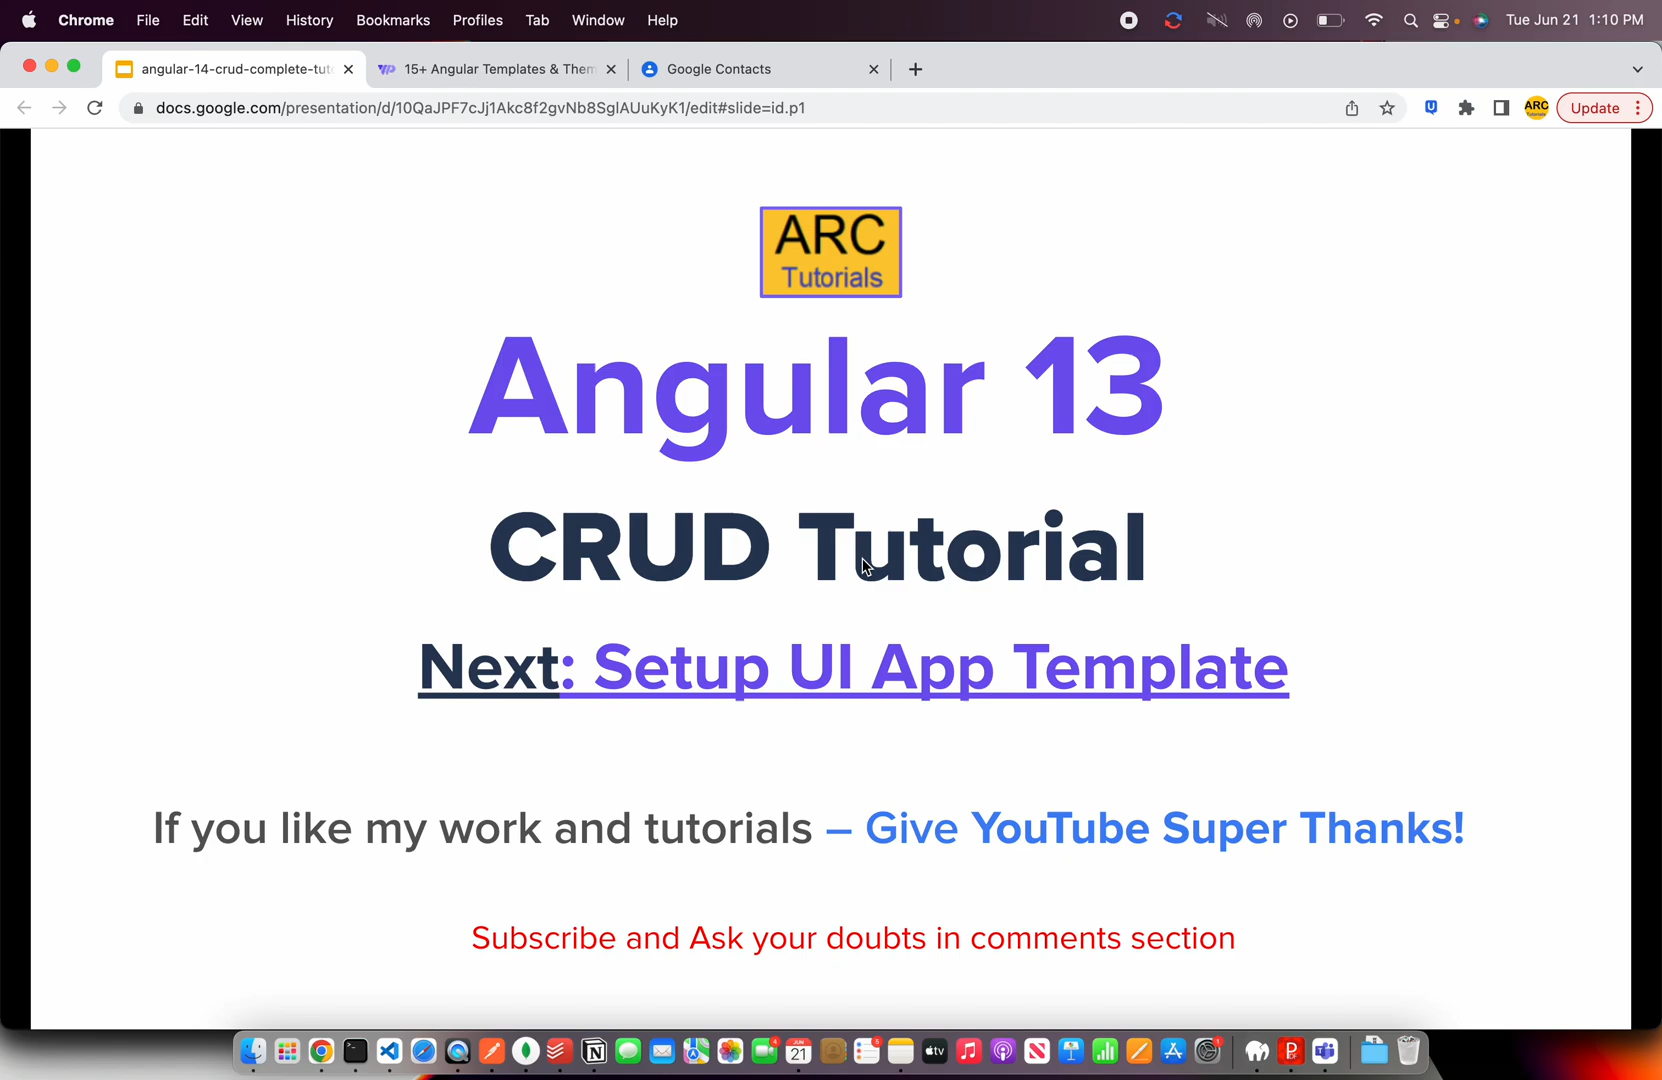 Chrome File Edit View History Bookmarks Profiles Tab Window Help Tue Jun 21 1:10 PM
angular-14-crud-complete-tut 15+ Angular Templates & Them Google Contacts
docs.google.com/presentation/d/10QaJPF7cJj1Akc8f2gvNb8SglAUuKyK1/edit#slide=id.p1 ARC Update
ARC
Tutorials
Angular 13
CRUD Tutorial
Next: Setup UI App Template
If you like my work and tutorials – Give YouTube Super Thanks!
Subscribe and Ask your doubts in comments section